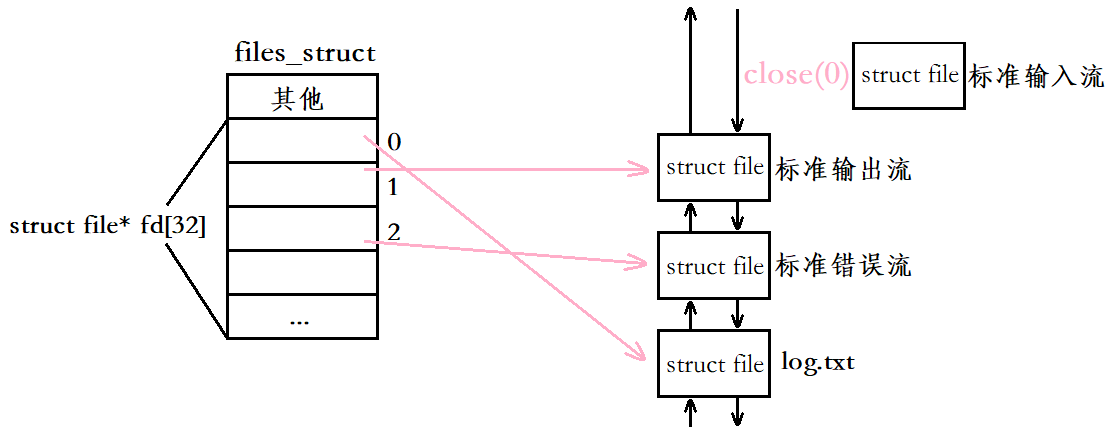 files_struct
其他
0
1
2
...
struct file* fd[32]
close(0)
struct file
标准输入流
struct file
标准输出流
struct file
标准错误流
struct file
log.txt